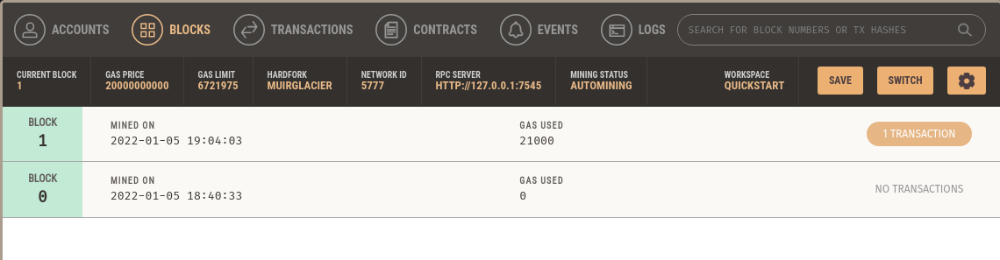 ACCOUNTS BLOCKS TRANSACTIONS CONTRACTS EVENTS LOGS SEARCH FOR BLOCK NUMBERS OR TX HASHES
CURRENT BLOCK GAS PRICE GAS LIMIT HARDFORK NETWORK ID RPC SERVER MINING STATUS WORKSPACE
1 20000000000 6721975 MUIRGLACIER 5777 HTTP://127.0.0.1:7545 AUTOMINING QUICKSTART SAVE SWITCH
BLOCK MINED ON GAS USED
1 2022-01-05 19:04:03 21000 1 TRANSACTION
BLOCK MINED ON GAS USED
0 2022-01-05 18:40:33 0 NO TRANSACTIONS